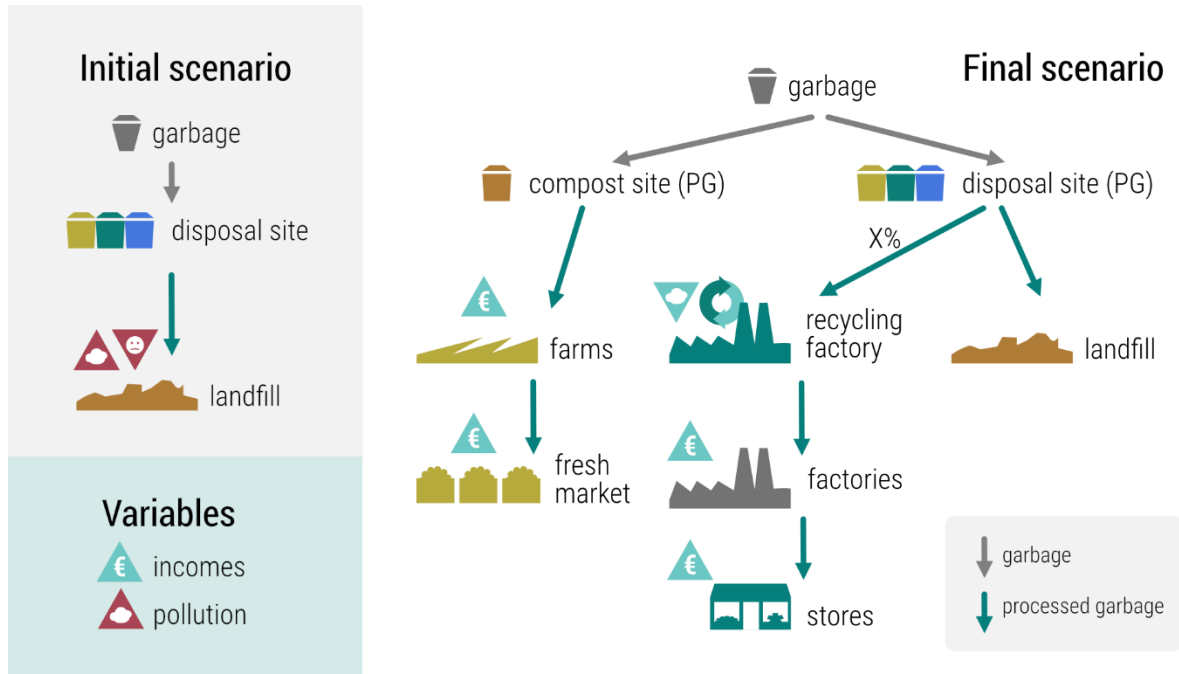 Initial scenario
garbage
disposal site
landfill
Variables
€ incomes
pollution
Final scenario
garbage
compost site (PG)
disposal site (PG)
X%
€
farms
recycling
factory
landfill
€
fresh
market
€
factories
€
stores
garbage
processed garbage